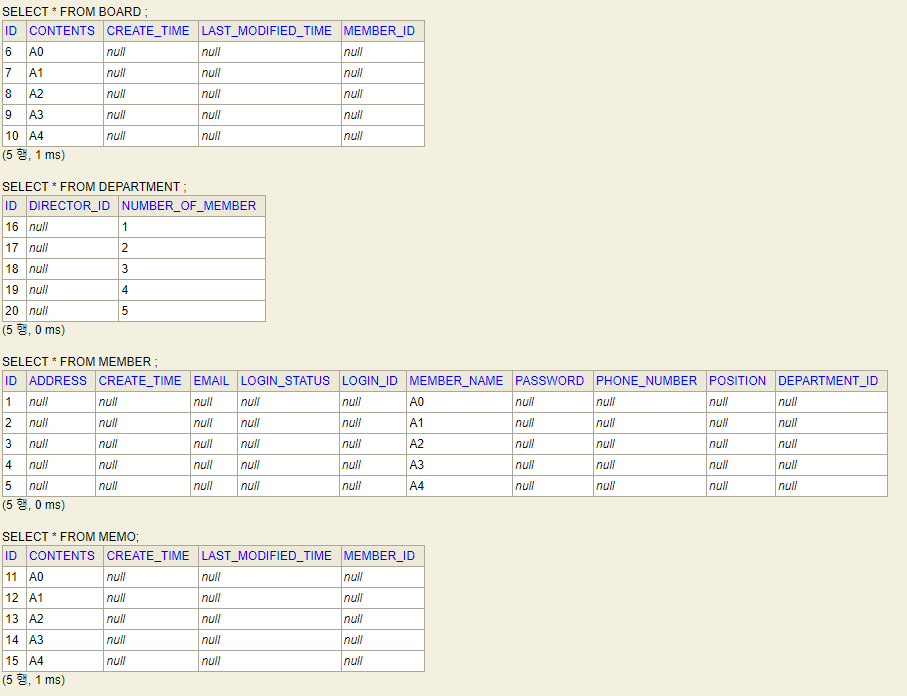 SELECT * FROM BOARD ;
ID CONTENTS CREATE_TIME LAST_MODIFIED_TIME MEMBER_ID
6 A0 null null null
7 A1 null null null
8 A2 null null null
9 A3 null null null
10 A4 null null null
(5 행, 1 ms)
SELECT * FROM DEPARTMENT ;
ID DIRECTOR_ID NUMBER_OF_MEMBER
16 null 1
17 null 2
18 null 3
19 null 4
20 null 5
(5 행, 0 ms)
SELECT * FROM MEMBER ;
ID ADDRESS CREATE_TIME EMAIL LOGIN_STATUS LOGIN_ID MEMBER_NAME PASSWORD PHONE_NUMBER POSITION DEPARTMENT_ID
1 null null null null null A0 null null null null
2 null null null null null A1 null null null null
3 null null null null null A2 null null null null
4 null null null null null A3 null null null null
5 null null null null null A4 null null null null
(5 행, 0 ms)
SELECT * FROM MEMO;
ID CONTENTS CREATE_TIME LAST_MODIFIED_TIME MEMBER_ID
11 A0 null null null
12 A1 null null null
13 A2 null null null
14 A3 null null null
15 A4 null null null
(5 행, 1 ms)